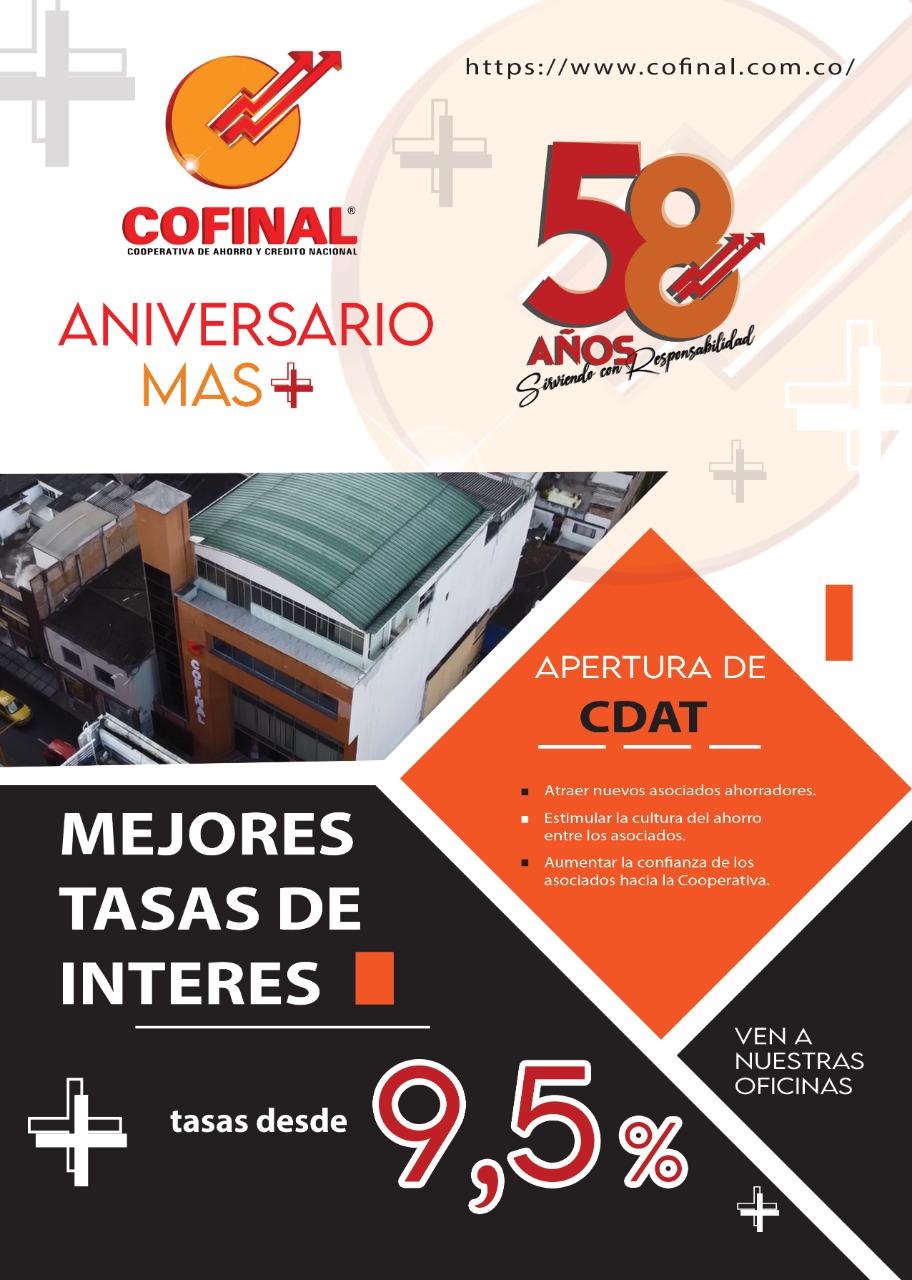 https://www.cofinal.com.co/
COFINAL®
COOPERATIVA DE AHORRO Y CREDITO NACIONAL
58
AÑOS
Sirviendo con Responsabilidad
ANIVERSARIO
MAS
COFINAL
APERTURA DE
CDAT
Atraer nuevos asociados ahorradores.
Estimular la cultura del ahorro
entre los asociados.
Aumentar la confianza de los
asociados hacia la Cooperativa.
MEJORES
TASAS DE
INTERES
tasas desde 9,5 %
VEN A
NUESTRAS
OFICINAS